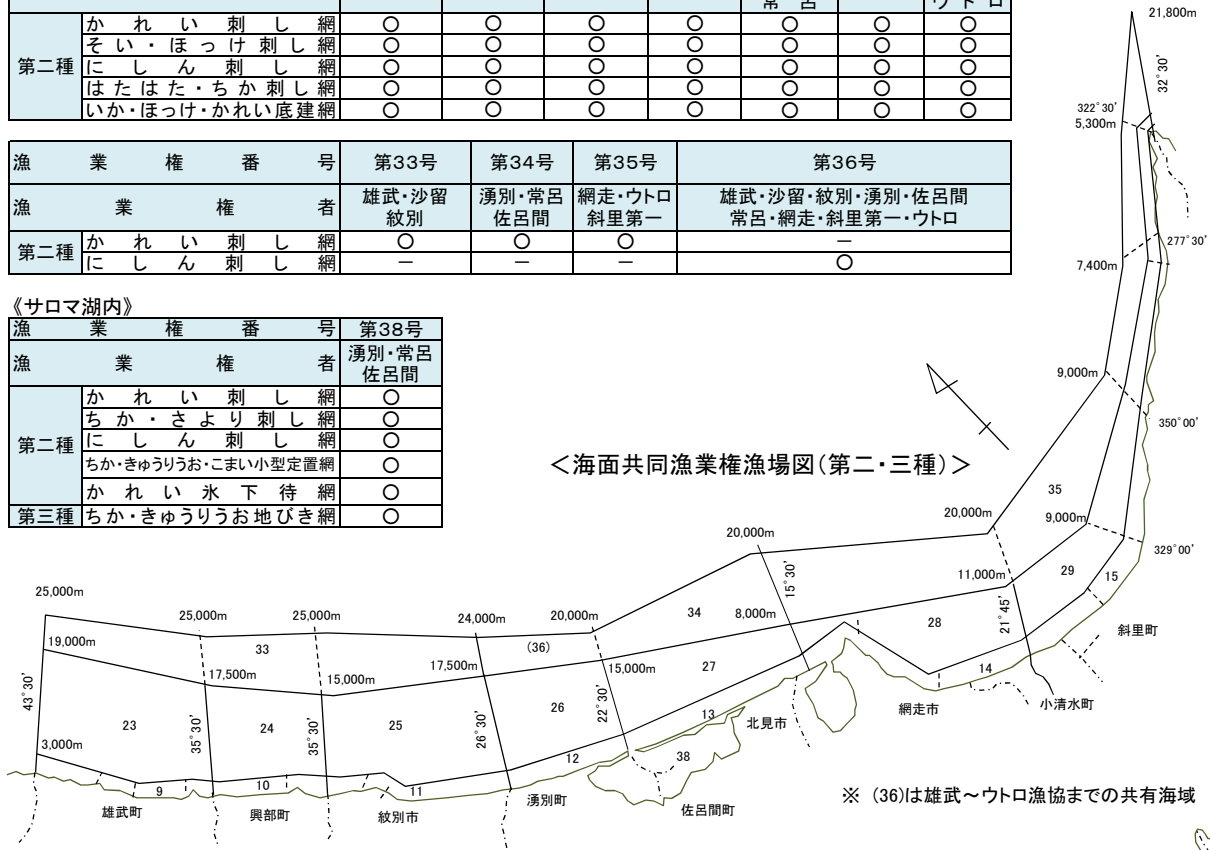 常呂 ウトロ
第二種 かれい刺し網 ○ ○ ○ ○ ○ ○ ○
そい・ほっけ刺し網 ○ ○ ○ ○ ○ ○ ○
にしん刺し網 ○ ○ ○ ○ ○ ○ ○
はたはた・ちか刺し網 ○ ○ ○ ○ ○ ○ ○
いか・ほっけ・かれい底建網 ○ ○ ○ ○ ○ ○ ○
漁業権番号 第33号 第34号 第35号 第36号
漁業権者 雄武・沙留 湧別・常呂 網走・ウトロ 雄武・沙留・紋別・湧別・佐呂間
紋別 佐呂間 斜里第一 常呂・網走・斜里第一・ウトロ
第二種 かれい刺し網 ○ ○ ○ －
にしん刺し網 － － － ○
《サロマ湖内》
漁業権番号 第38号
漁業権者 湧別・常呂
佐呂間
第二種 かれい刺し網 ○
ちか・さより刺し網 ○
にしん刺し網 ○
ちか・きゅうりうお・こまい小型定置網 ○
かれい氷下待網 ○
第三種 ちか・きゅうりうお地びき網 ○
＜海面共同漁業権漁場図(第二・三種)＞
21,800m
32°30′
322°30′
5,300m
277°30′
7,400m
9,000m
350°00′
35
20,000m
9,000m
329°00′
20,000m
15°30′
11,000m
29
15
25,000m
25,000m
25,000m
24,000m
20,000m
34
8,000m
28
21°45′
斜里町
19,000m
33
(36)
17,500m
17,500m
15,000m
15,000m
27
14
43°30′
23
35°30′
24
35°30′
25
26°30′
26
22°30′
13
北見市
網走市
小清水町
3,000m
12
38
9
10
11
雄武町
興部町
紋別市
湧別町
佐呂間町
※ (36)は雄武～ウトロ漁協までの共有海域